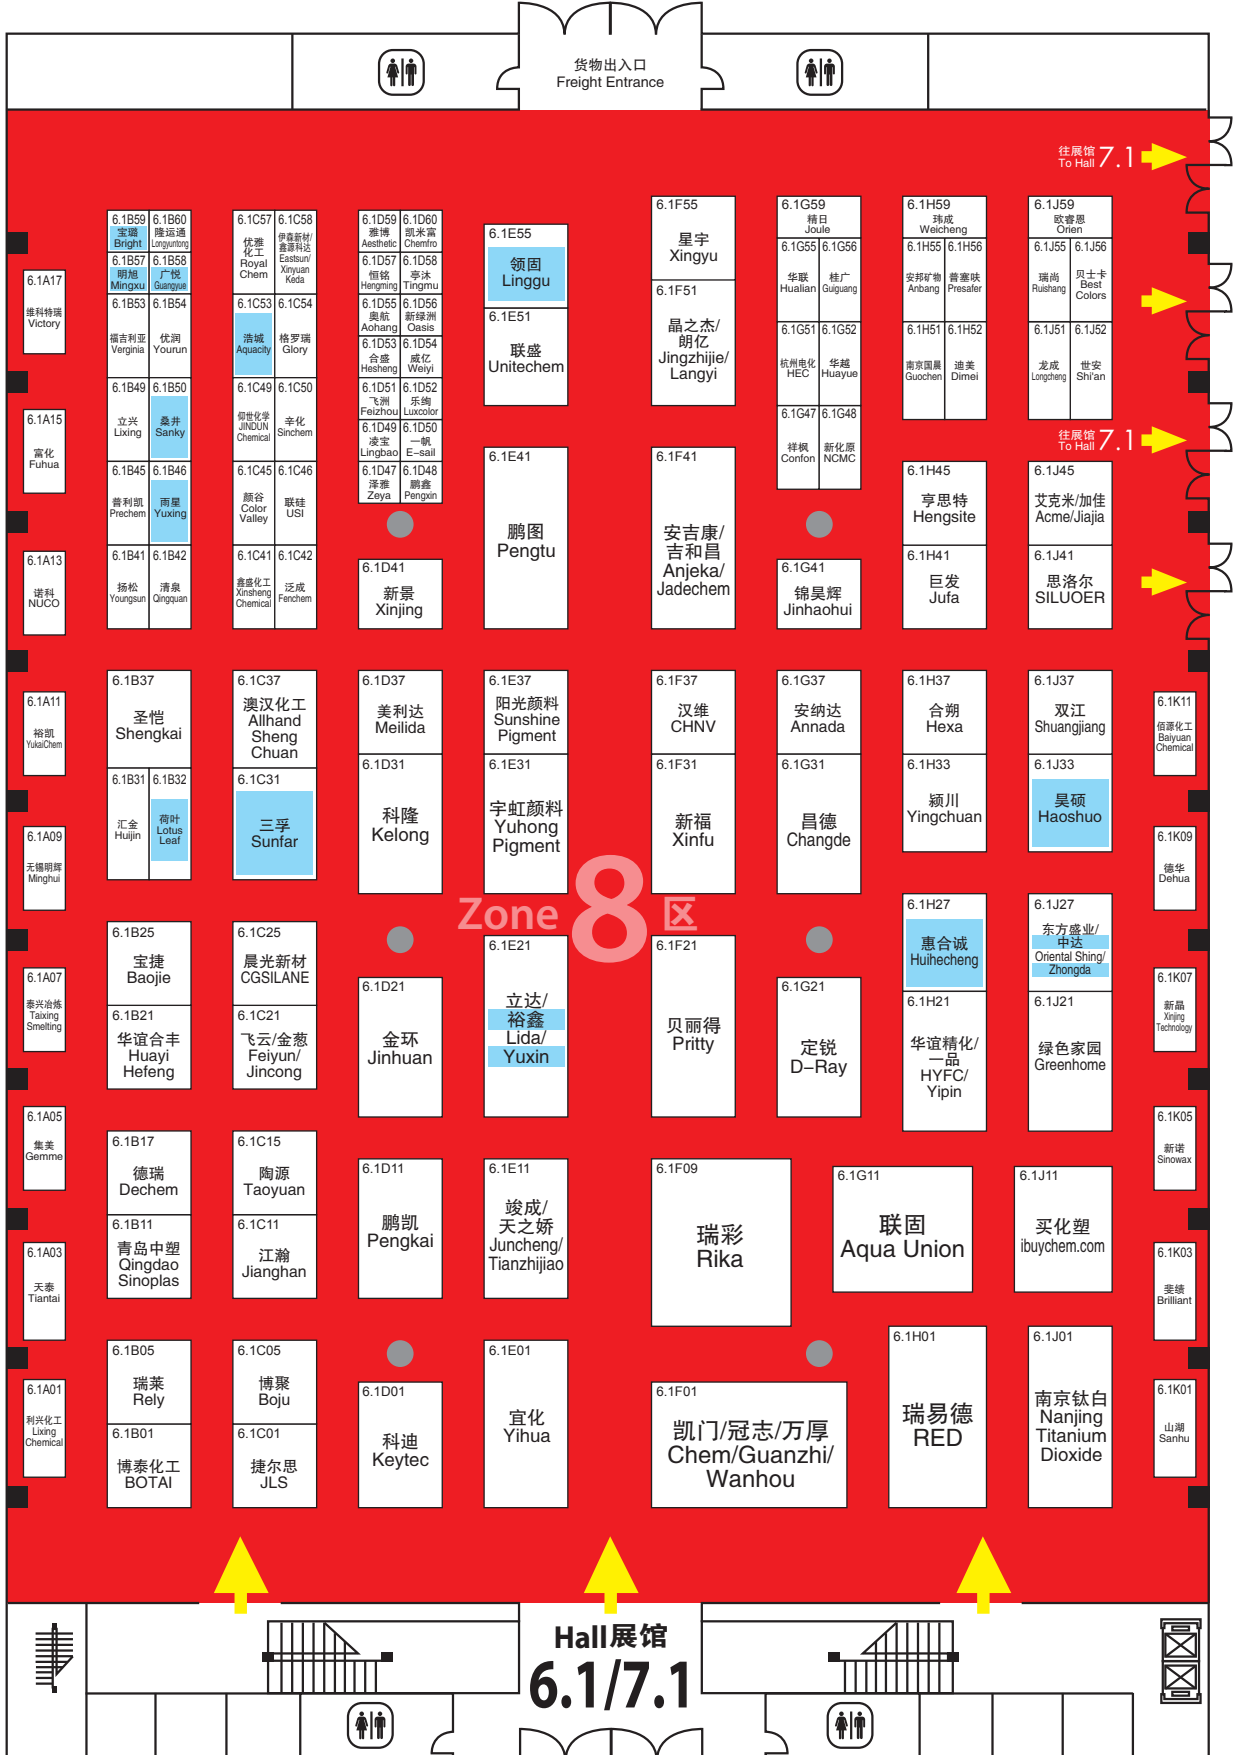 货物出入口
Freight Entrance
往展馆 7.1
To Hall
6.1A17
维科特瑞
Victory
6.1A15
富化
Fuhua
6.1A13
诺科
NUCO
6.1A11
裕凯
YukaiChem
6.1A09
无锡明辉
Minghui
6.1A07
泰兴冶炼
Taixing
Smelting
6.1A05
集美
Gemme
6.1A03
天泰
Tiantai
6.1A01
利兴化工
Lixing
Chemical
6.1B59
宝璐
Bright
6.1B60
隆运通
Longyuntong
6.1B57
明旭
Mingxu
6.1B58
广悦
Guangyue
6.1B53
福吉利亚
Verginia
6.1B54
优润
Yourun
6.1B49
立兴
Lixing
6.1B50
桑井
Sanky
6.1B45
普利凯
Prechem
6.1B46
雨星
Yuxing
6.1B41
扬松
Youngsun
6.1B42
清泉
Qingquan
6.1B37
圣恺
Shengkai
6.1B31
汇金
Huijin
6.1B32
荷叶
Lotus
Leaf
6.1B25
宝捷
Baojie
6.1B21
华谊合丰
Huayi
Hefeng
6.1B17
德瑞
Dechem
6.1B11
青岛中塑
Qingdao
Sinoplas
6.1B05
瑞莱
Rely
6.1B01
博泰化工
BOTAI
6.1C57
优雅
化工
Royal
Chem
6.1C58
伊森新材/
鑫源科达
Eastsun/
Xinyuan
Keda
6.1C53
浩城
Aquacity
6.1C54
格罗瑞
Glory
6.1C49
仰世化学
JINDUN
Chemical
6.1C50
辛化
Sinchem
6.1C45
颜谷
Color
Valley
6.1C46
联硅
USI
6.1C41
鑫盛化工
Xinsheng
Chemical
6.1C42
泛成
Fenchem
6.1C37
澳汉化工
Allhand
Sheng
Chuan
6.1C31
三孚
Sunfar
6.1C25
晨光新材
CGSILANE
6.1C21
飞云/金葱
Feiyun/
Jincong
6.1C15
陶源
Taoyuan
6.1C11
江瀚
Jianghan
6.1C05
博聚
Boju
6.1C01
捷尔思
JLS
6.1D59
雅博
Aesthetic
6.1D60
凯米富
Chemfro
6.1D57
恒铭
Hengming
6.1D58
亭沐
Tingmu
6.1D55
奥航
Aohang
6.1D56
新绿洲
Oasis
6.1D53
合盛
Hesheng
6.1D54
威亿
Weiyi
6.1D51
飞洲
Feizhou
6.1D52
乐绚
Luxcolor
6.1D49
凌宝
Lingbao
6.1D50
一帆
E-sail
6.1D47
泽雅
Zeya
6.1D48
鹏鑫
Pengxin
6.1D41
新景
Xinjing
6.1D37
美利达
Meilida
6.1D31
科隆
Kelong
6.1D21
金环
Jinhuan
6.1D11
鹏凯
Pengkai
6.1D01
科迪
Keytec
6.1E55
领固
Linggu
6.1E51
联盛
Unitechem
6.1E41
鹏图
Pengtu
6.1E37
阳光颜料
Sunshine
Pigment
6.1E31
宇虹颜料
Yuhong
Pigment
Zone 8 区
6.1E21
立达/
裕鑫
Lida/
Yuxin
6.1E11
竣成/
天之娇
Juncheng/
Tianzhijiao
6.1E01
宜化
Yihua
6.1F55
星宇
Xingyu
6.1F51
晶之杰/
朗亿
Jingzhijie/
Langyi
6.1F41
安吉康/
吉和昌
Anjeka/
Jadechem
6.1F37
汉维
CHNV
6.1F31
新福
Xinfu
6.1F21
贝丽得
Pritty
6.1F09
瑞彩
Rika
6.1F01
凯门/冠志/万厚
Chem/Guanzhi/
Wanhou
6.1G59
精日
Joule
6.1G55
华联
Hualian
6.1G56
桂广
Guiguang
6.1G51
杭州电化
HEC
6.1G52
华越
Huayue
6.1G47
祥枫
Confon
6.1G48
新化原
NCMC
6.1G41
锦昊辉
Jinhaohui
6.1G37
安纳达
Annada
6.1G31
昌德
Changde
6.1G21
定锐
D-Ray
6.1G11
联固
Aqua Union
6.1H59
玮成
Weicheng
6.1H55
安邦矿物
Anbang
6.1H56
普塞呋
Presafer
6.1H51
南京国晨
Guochen
6.1H52
迪美
Dimei
6.1H45
亨思特
Hengsite
6.1H41
巨发
Jufa
6.1H37
合朔
Hexa
6.1H33
颍川
Yingchuan
6.1H27
惠合诚
Huihecheng
6.1H21
华谊精化/
一品
HYFC/
Yipin
6.1H01
瑞易德
RED
6.1J59
欧睿恩
Orien
6.1J55
瑞尚
Ruishang
6.1J56
贝士卡
Best
Colors
6.1J51
龙成
Longcheng
6.1J52
世安
Shi'an
往展馆 7.1
To Hall
6.1J45
艾克米/加佳
Acme/Jiajia
6.1J41
思洛尔
SILUOER
6.1J37
双江
Shuangjiang
6.1J33
昊硕
Haoshuo
6.1J27
东方盛业/
中达
Oriental Shing/
Zhongda
6.1J21
绿色家园
Greenhome
6.1J11
买化塑
ibuychem.com
6.1J01
南京钛白
Nanjing
Titanium
Dioxide
6.1K11
佰源化工
Baiyuan
Chemical
6.1K09
德华
Dehua
6.1K07
新晶
Xinjing
Technology
6.1K05
新诺
Sinowax
6.1K03
斐绩
Brilliant
6.1K01
山湖
Sanhu
Hall展馆
6.1/7.1